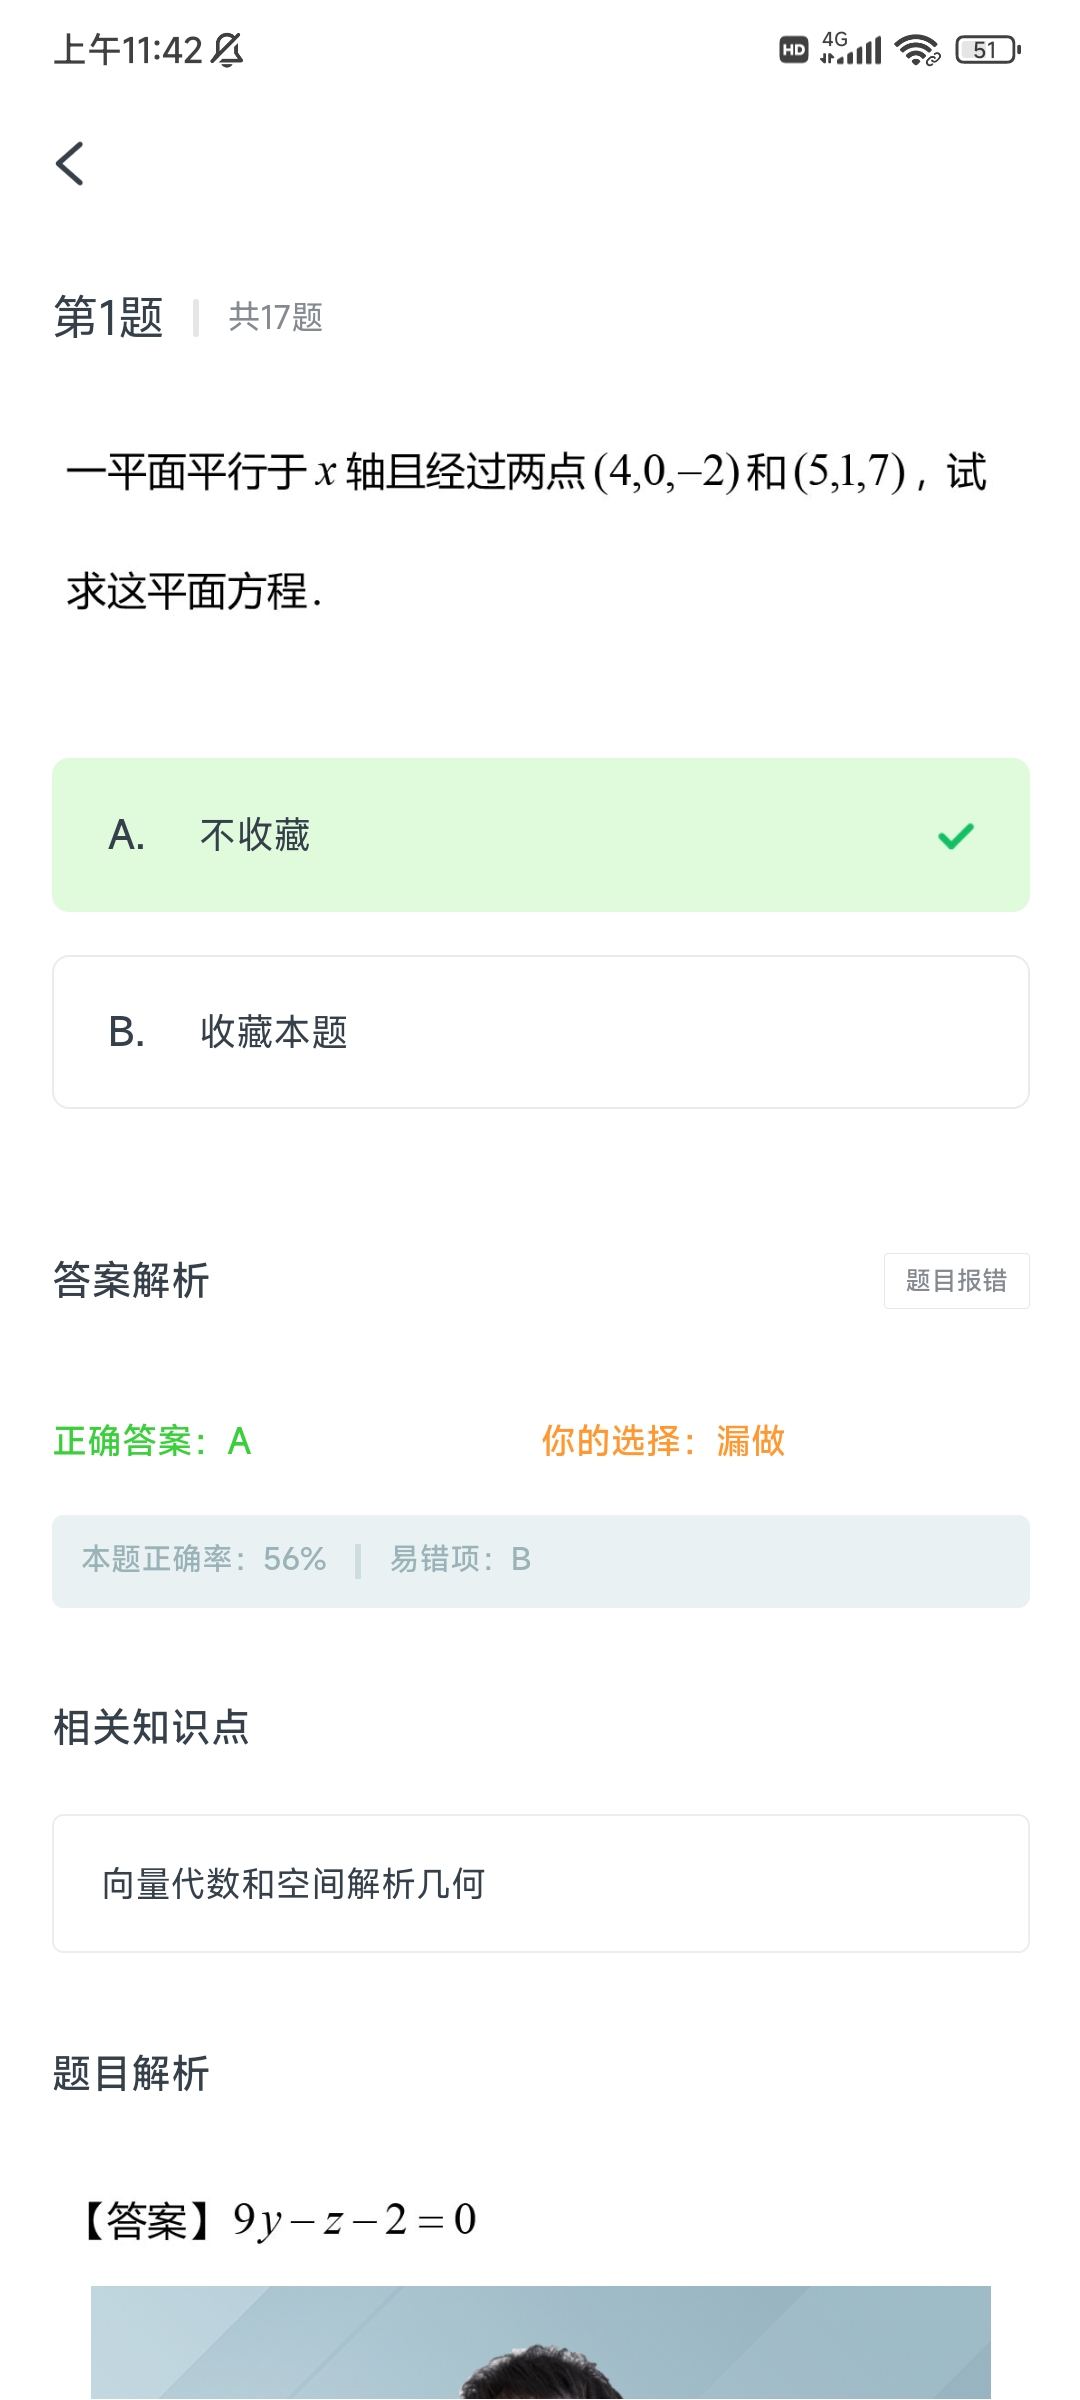 上午11:42
HD 4G 51
第1题 共17题
一平面平行于 x 轴且经过两点(4,0,−2)和(5,1,7)，试
求这平面方程.
A. 不收藏
B. 收藏本题
答案解析 题目报错
正确答案：A 你的选择：漏做
本题正确率：56% 易错项：B
相关知识点
向量代数和空间解析几何
题目解析
【答案】9y−z−2=0